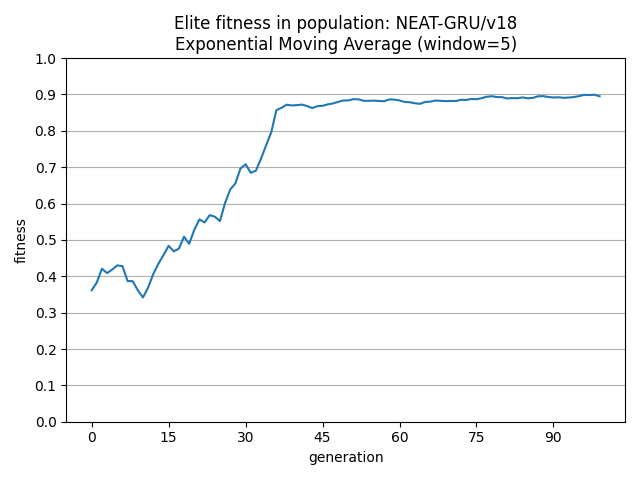 Elite fitness in population: NEAT-GRU/v18
Exponential Moving Average (window=5)
1.0
0.9
0.8
0.7
0.6
0.5
0.4
0.3
0.2
0.1
0.0
fitness
0 15 30 45 60 75 90
generation